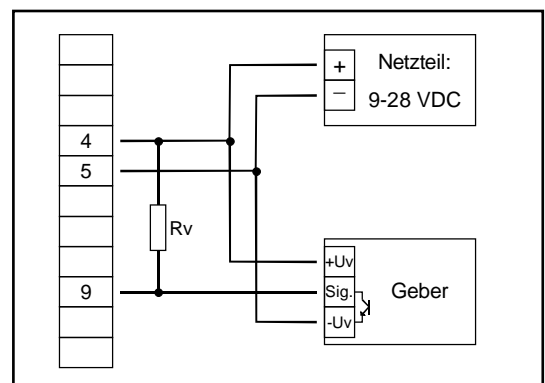 + Netzteil:
− 9-28 VDC
4
5
Rv
+Uv
9 Sig. Geber
-Uv